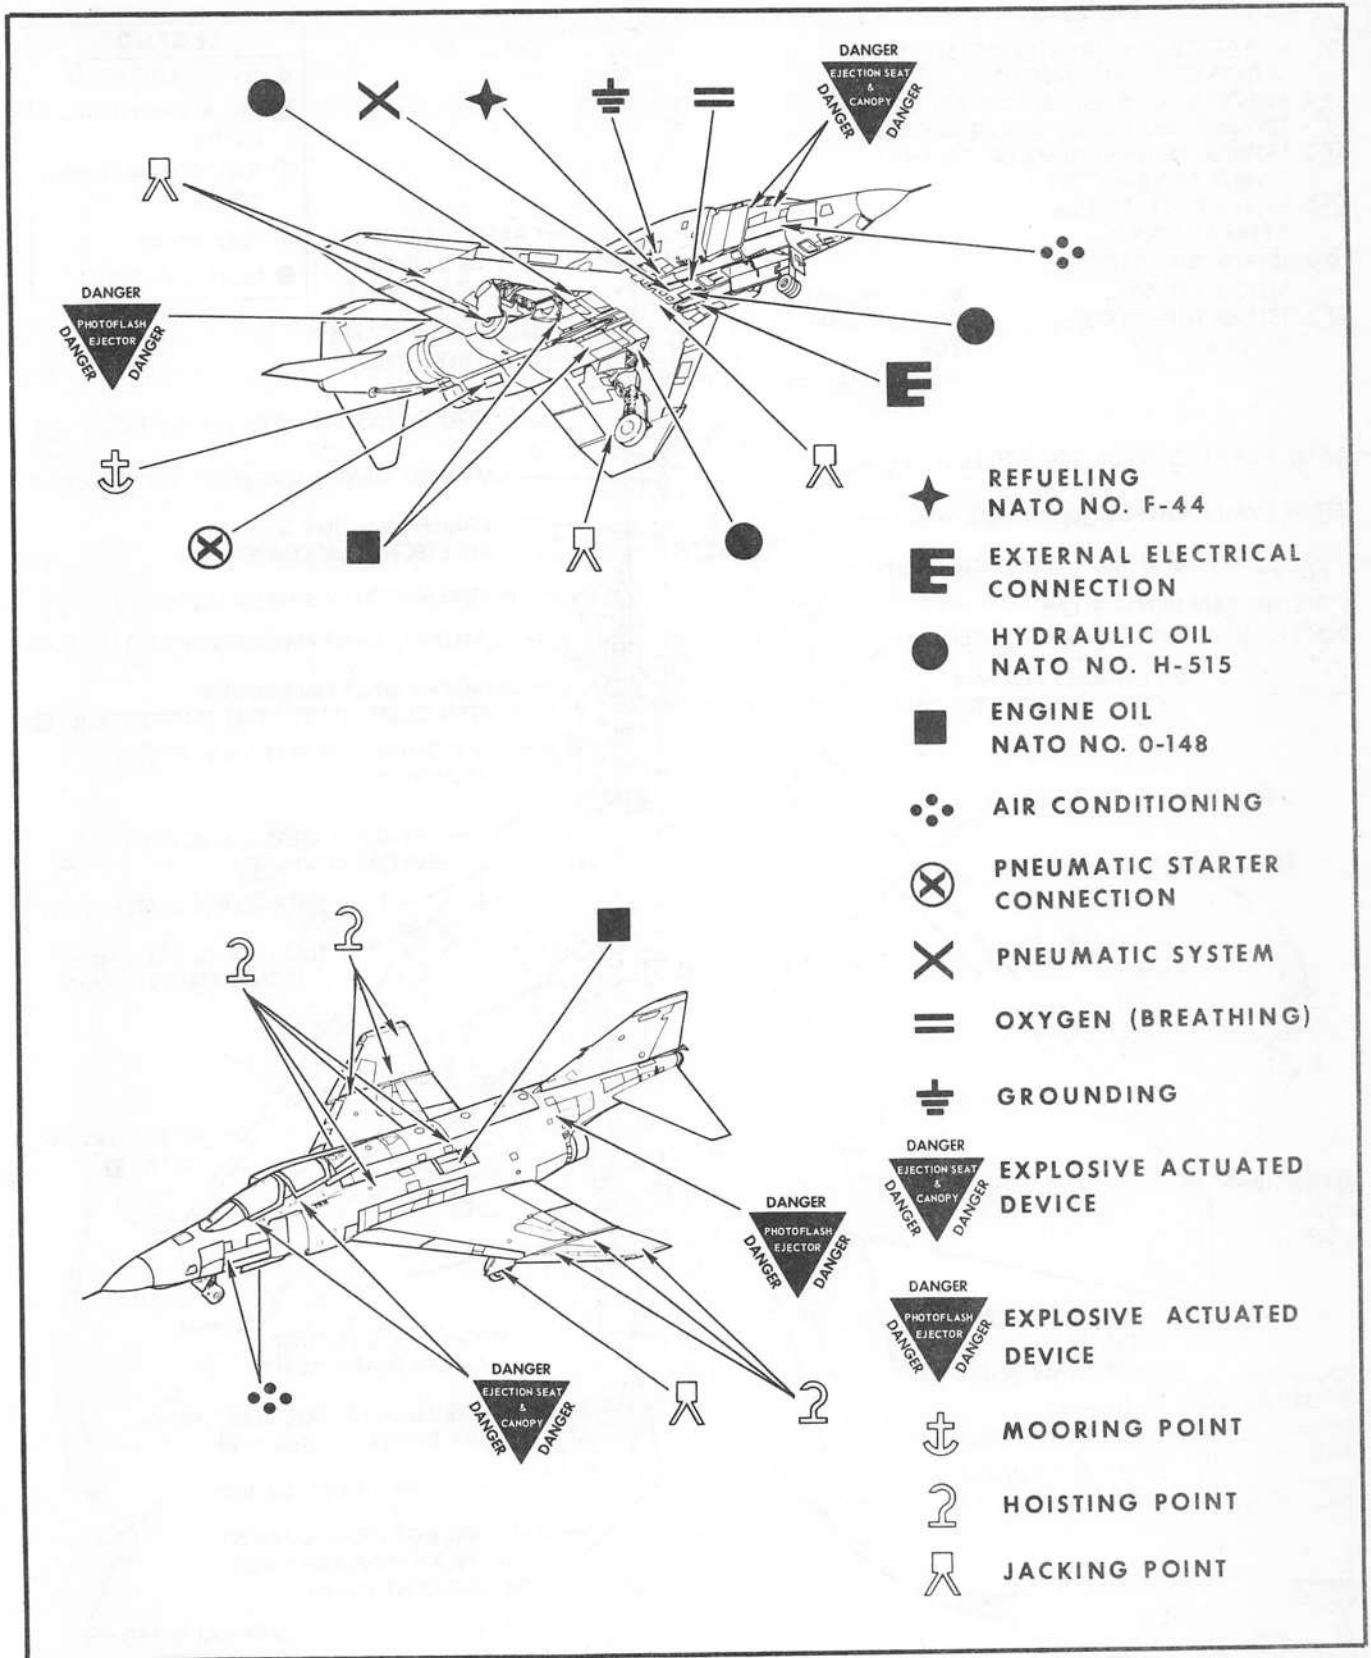 DANGER
EJECTION SEAT
&
CANOPY
DANGER
DANGER
DANGER
PHOTOFLASH
EJECTOR
DANGER
DANGER
REFUELING
NATO NO. F-44
EXTERNAL ELECTRICAL
CONNECTION
HYDRAULIC OIL
NATO NO. H-515
ENGINE OIL
NATO NO. 0-148
AIR CONDITIONING
PNEUMATIC STARTER
CONNECTION
PNEUMATIC SYSTEM
OXYGEN (BREATHING)
GROUNDING
DANGER
EJECTION SEAT
&
CANOPY
DANGER
DANGER
EXPLOSIVE ACTUATED
DEVICE
DANGER
PHOTOFLASH
EJECTOR
DANGER
DANGER
DANGER
PHOTOFLASH
EJECTOR
DANGER
DANGER
EXPLOSIVE ACTUATED
DEVICE
DANGER
EJECTION SEAT
&
CANOPY
DANGER
DANGER
MOORING POINT
HOISTING POINT
JACKING POINT